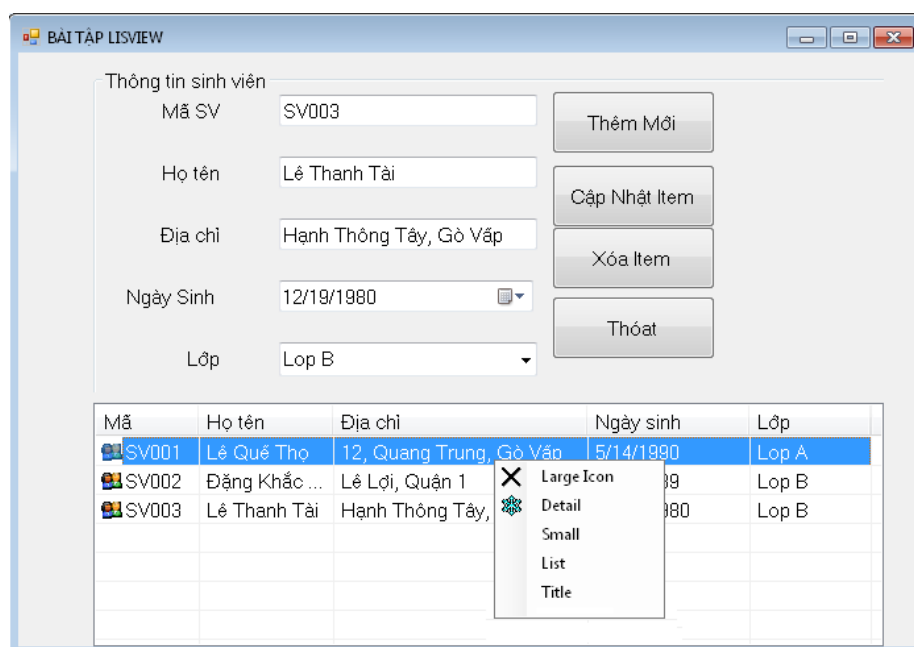 BÀI TẬP LISVIEW
Thông tin sinh viên
Mã SV SV003 Thêm Mới
Họ tên Lê Thanh Tài Cập Nhật Item
Địa chỉ Hạnh Thông Tây, Gò Vấp Xóa Item
Ngày Sinh 12/19/1980 Thóat
Lớp Lop B
Mã Họ tên Địa chỉ Ngày sinh Lớp
SV001 Lê Quế Thọ 12, Quang Trung, Gò Vấp 5/14/1990 Lop A
SV002 Đặng Khắc ... Lê Lợi, Quận 1 Lop B
SV003 Lê Thanh Tài Hạnh Thông Tây, 980 Lop B
Large Icon
Detail
Small
List
Title